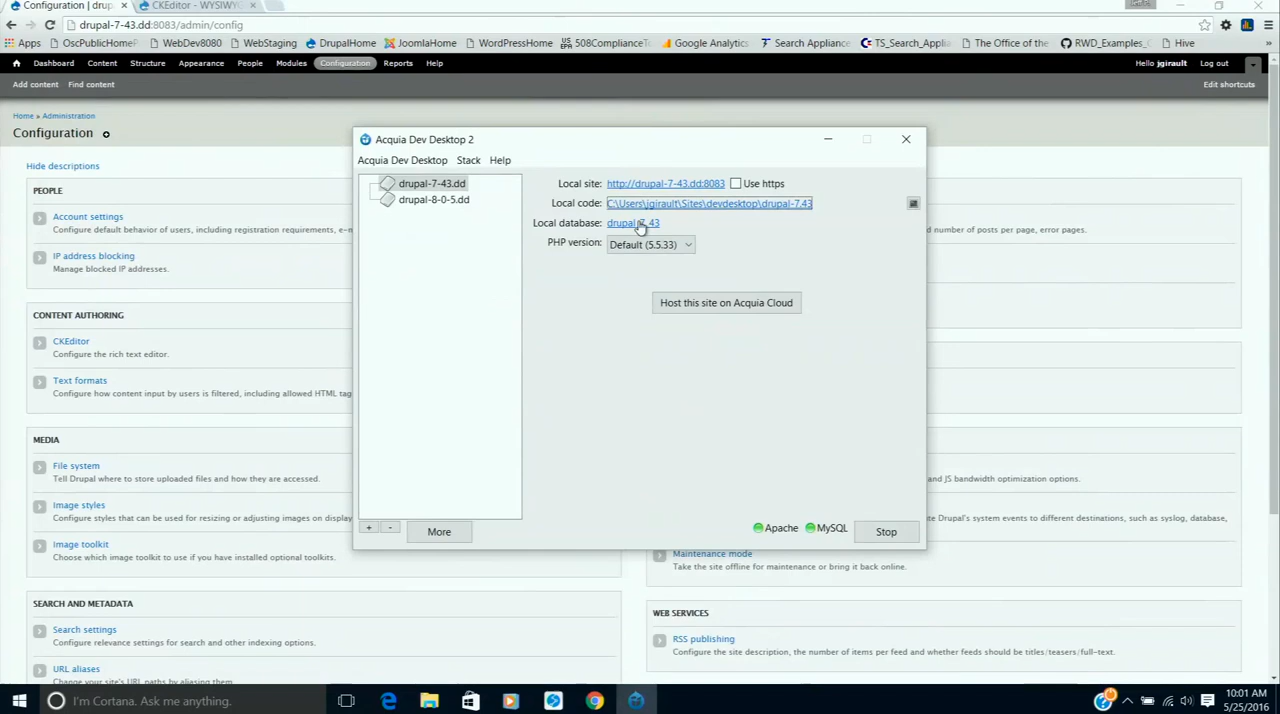 Configuration | drup
CKEditor - WYSIWYG
drupal-7-43.dd:8083/admin/config
Apps
OscPublicHomeP
WebDev8080
WebStaging
DrupalHome
JoomlaHome
WordPressHome
508ComplianceTo
Google Analytics
Search Appliance
TS_Search_Appli
The Office of the
RWD_Examples_
Hive
»
Dashboard Content Structure Appearance People Modules Configuration Reports Help
Hello jgirault Log out
Add content Find content
Edit shortcuts
Home » Administration
Configuration
Hide descriptions
PEOPLE
Account settings
Configure default behavior of users, including registration requirements, e-m
IP address blocking
Manage blocked IP addresses.
CONTENT AUTHORING
CKEditor
Configure the rich text editor.
Text formats
Configure how content input by users is filtered, including allowed HTML tag
MEDIA
File system
Tell Drupal where to store uploaded files and how they are accessed.
Image styles
Configure styles that can be used for resizing or adjusting images on display
Image toolkit
Choose which image toolkit to use if you have installed optional toolkits.
SEARCH AND METADATA
Search settings
Configure relevance settings for search and other indexing options.
URL aliases
Change your site's URL paths by aliasing them.
Acquia Dev Desktop 2
Acquia Dev Desktop Stack Help
drupal-7-43.dd
drupal-8-0-5.dd
Local site: http://drupal-7-43.dd:8083 Use https
Local code: C:\Users\jgirault\Sites\devdesktop\drupal-7.43
Local database: drupal_7_43
PHP version: Default (5.5.33)
Host this site on Acquia Cloud
+ - More
Apache MySQL Stop
d number of posts per page, error pages.
and JS bandwidth optimization options.
te Drupal's system events to different destinations, such as syslog, database,
Maintenance mode
Take the site offline for maintenance or bring it back online.
WEB SERVICES
RSS publishing
Configure the site description, the number of items per feed and whether feeds should be titles/teasers/full-text.
I'm Cortana. Ask me anything.
10:01 AM
5/25/2016